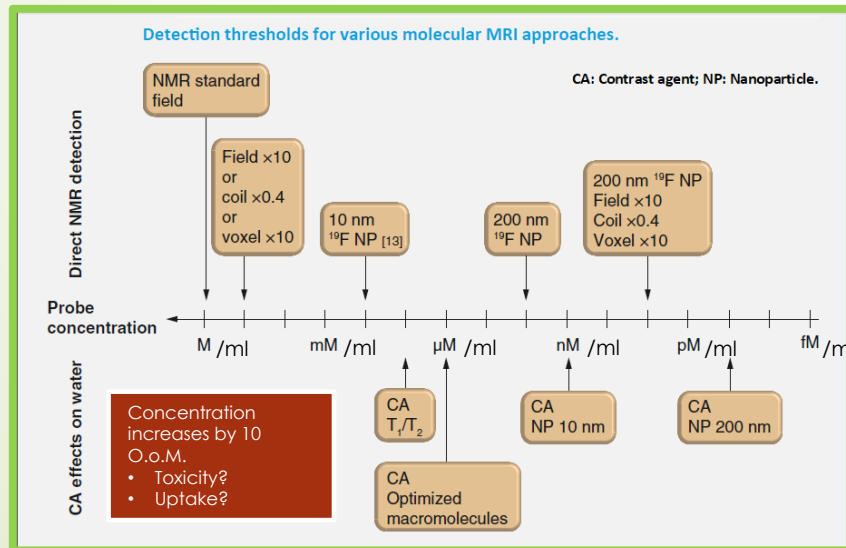 Detection thresholds for various molecular MRI approaches.
CA: Contrast agent; NP: Nanoparticle.
Direct NMR detection
NMR standard
field
Field ×10
or
coil ×0.4
or
voxel ×10
10 nm
¹⁹F NP [13]
200 nm
¹⁹F NP
200 nm ¹⁹F NP
Field ×10
Coil ×0.4
Voxel ×10
Probe
concentration
M /ml mM /ml µM /ml nM /ml pM /ml fM /m
CA effects on water
Concentration
increases by 10
O.o.M.
• Toxicity?
• Uptake?
CA
T₁/T₂
CA
Optimized
macromolecules
CA
NP 10 nm
CA
NP 200 nm